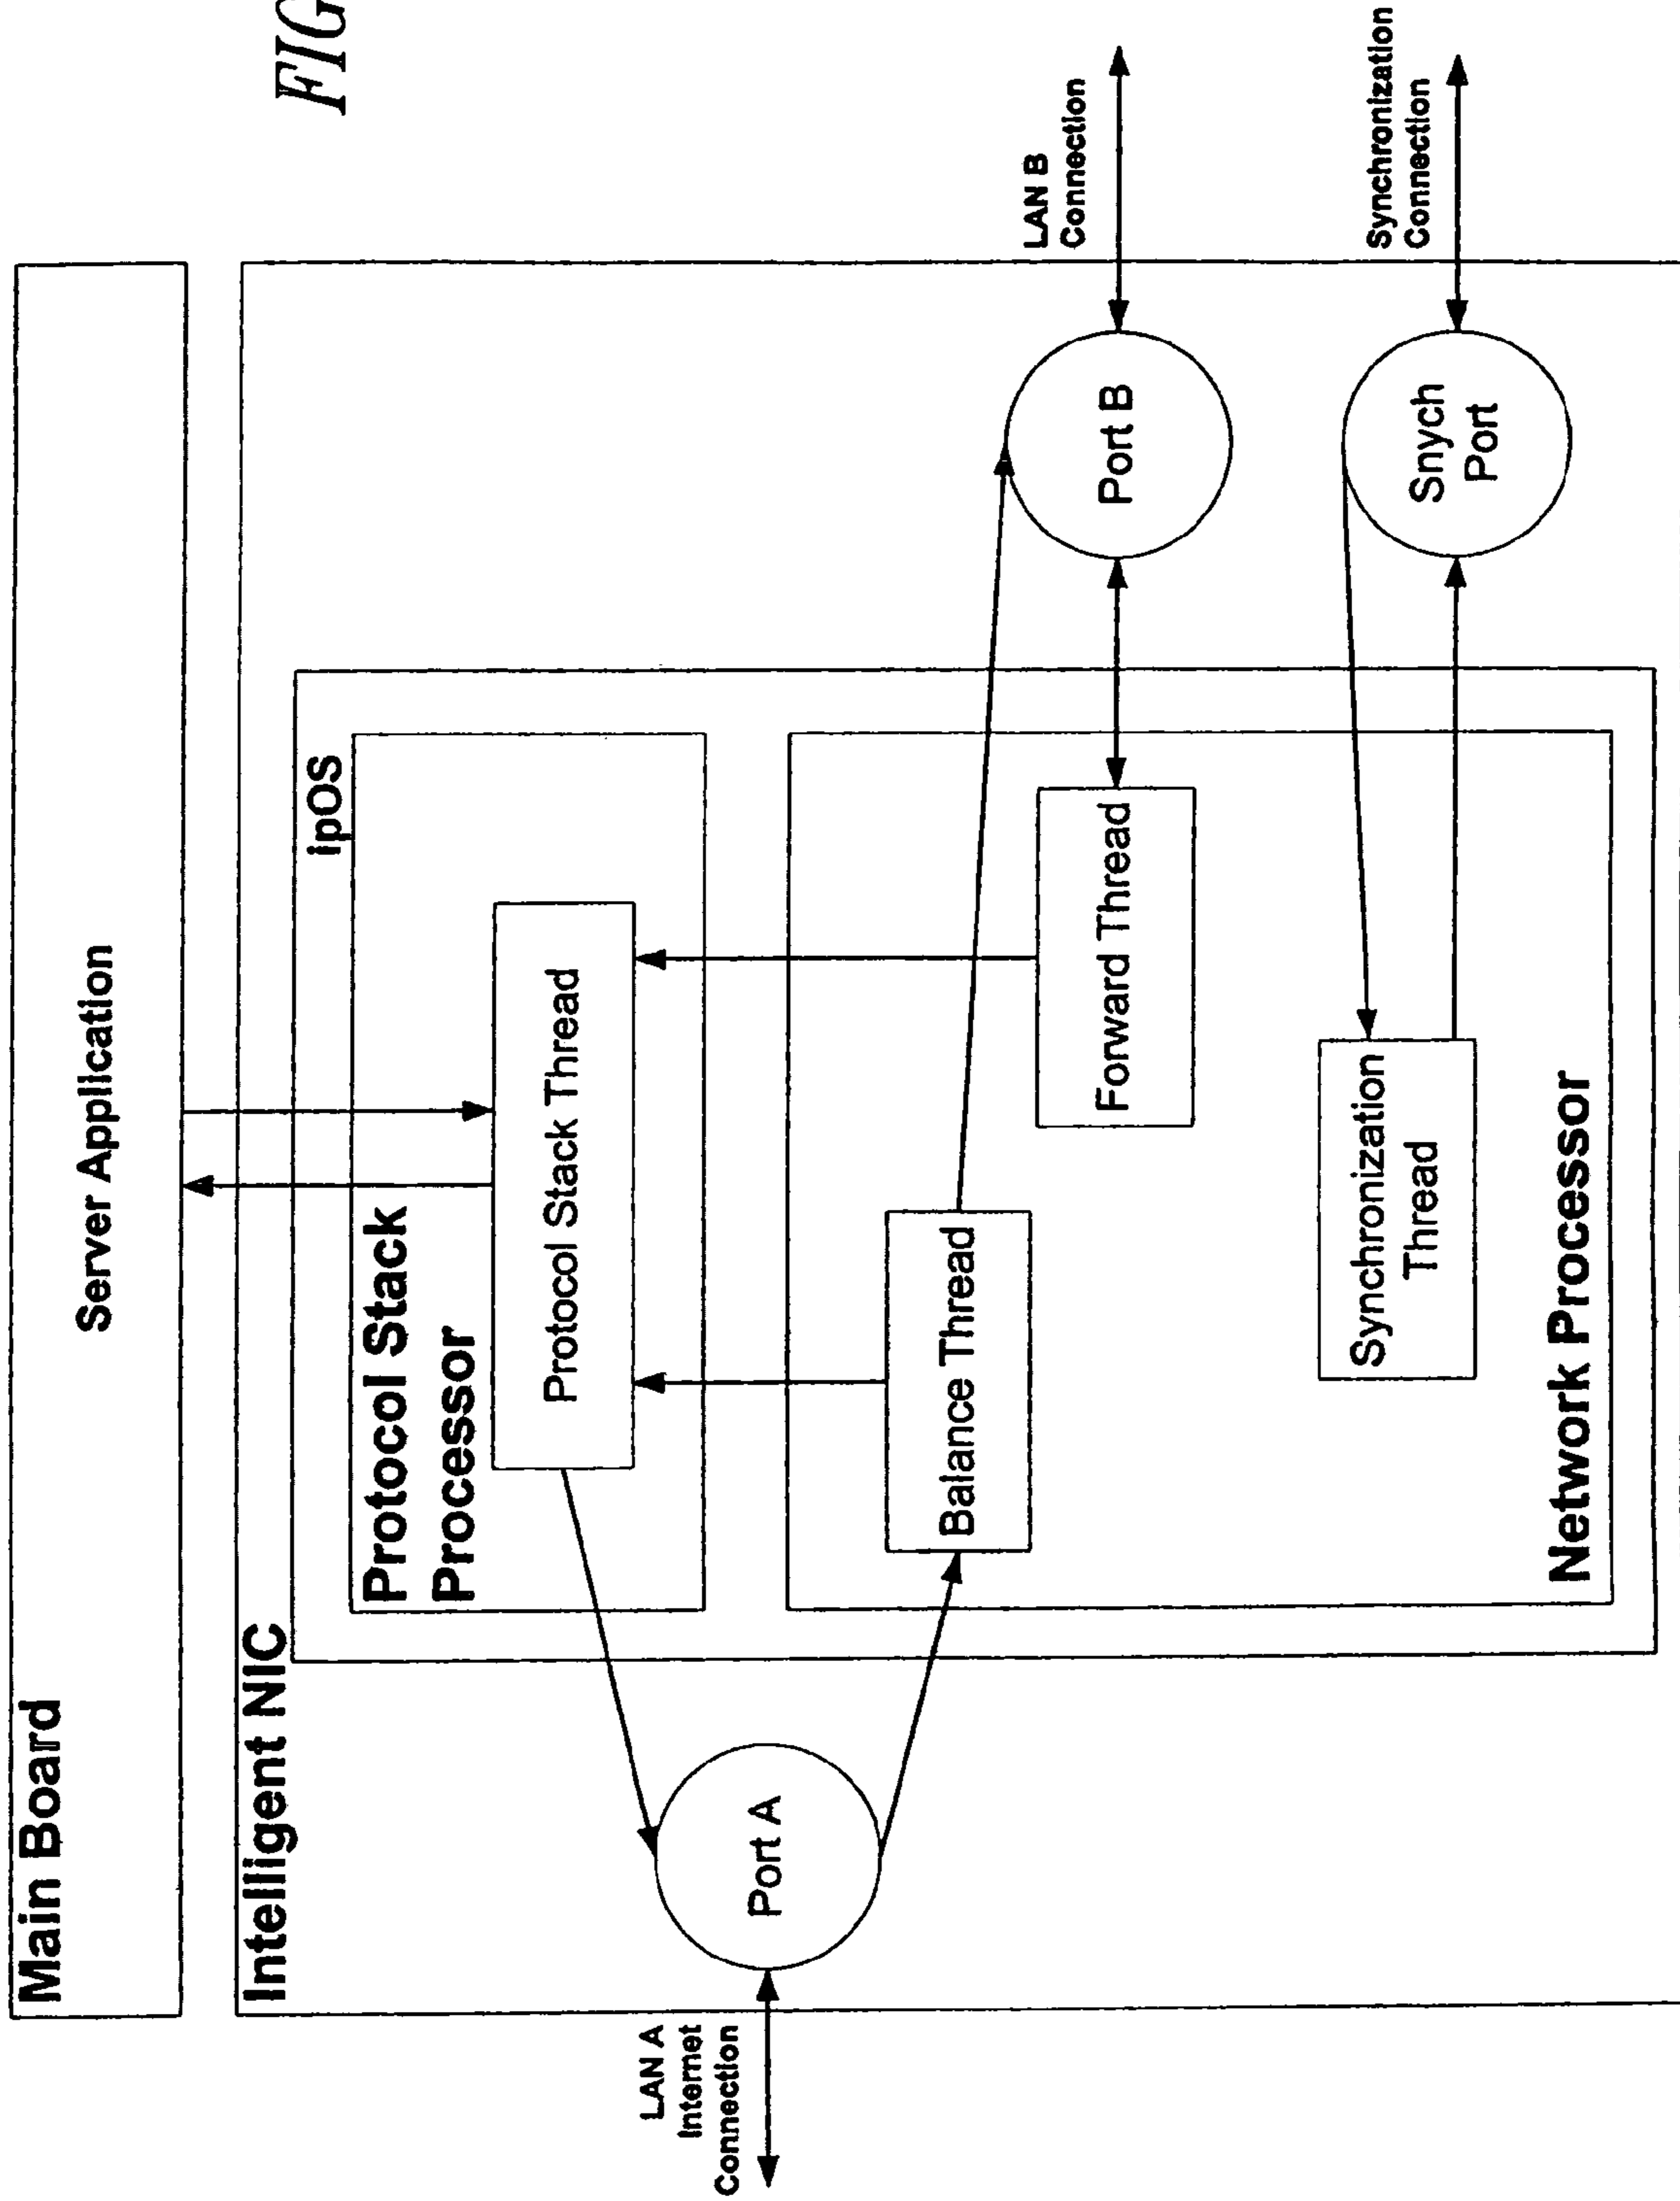 FIG
Main Board
Server Application
Intelligent NIC
ipOS
Protocol Stack
Processor
Protocol Stack Thread
LAN A
Internet
Connection
Port A
Balance Thread
Forward Thread
Synchronization
Thread
Network Processor
LAN B
Connection
Port B
Synchronization
Connection
Snych
Port